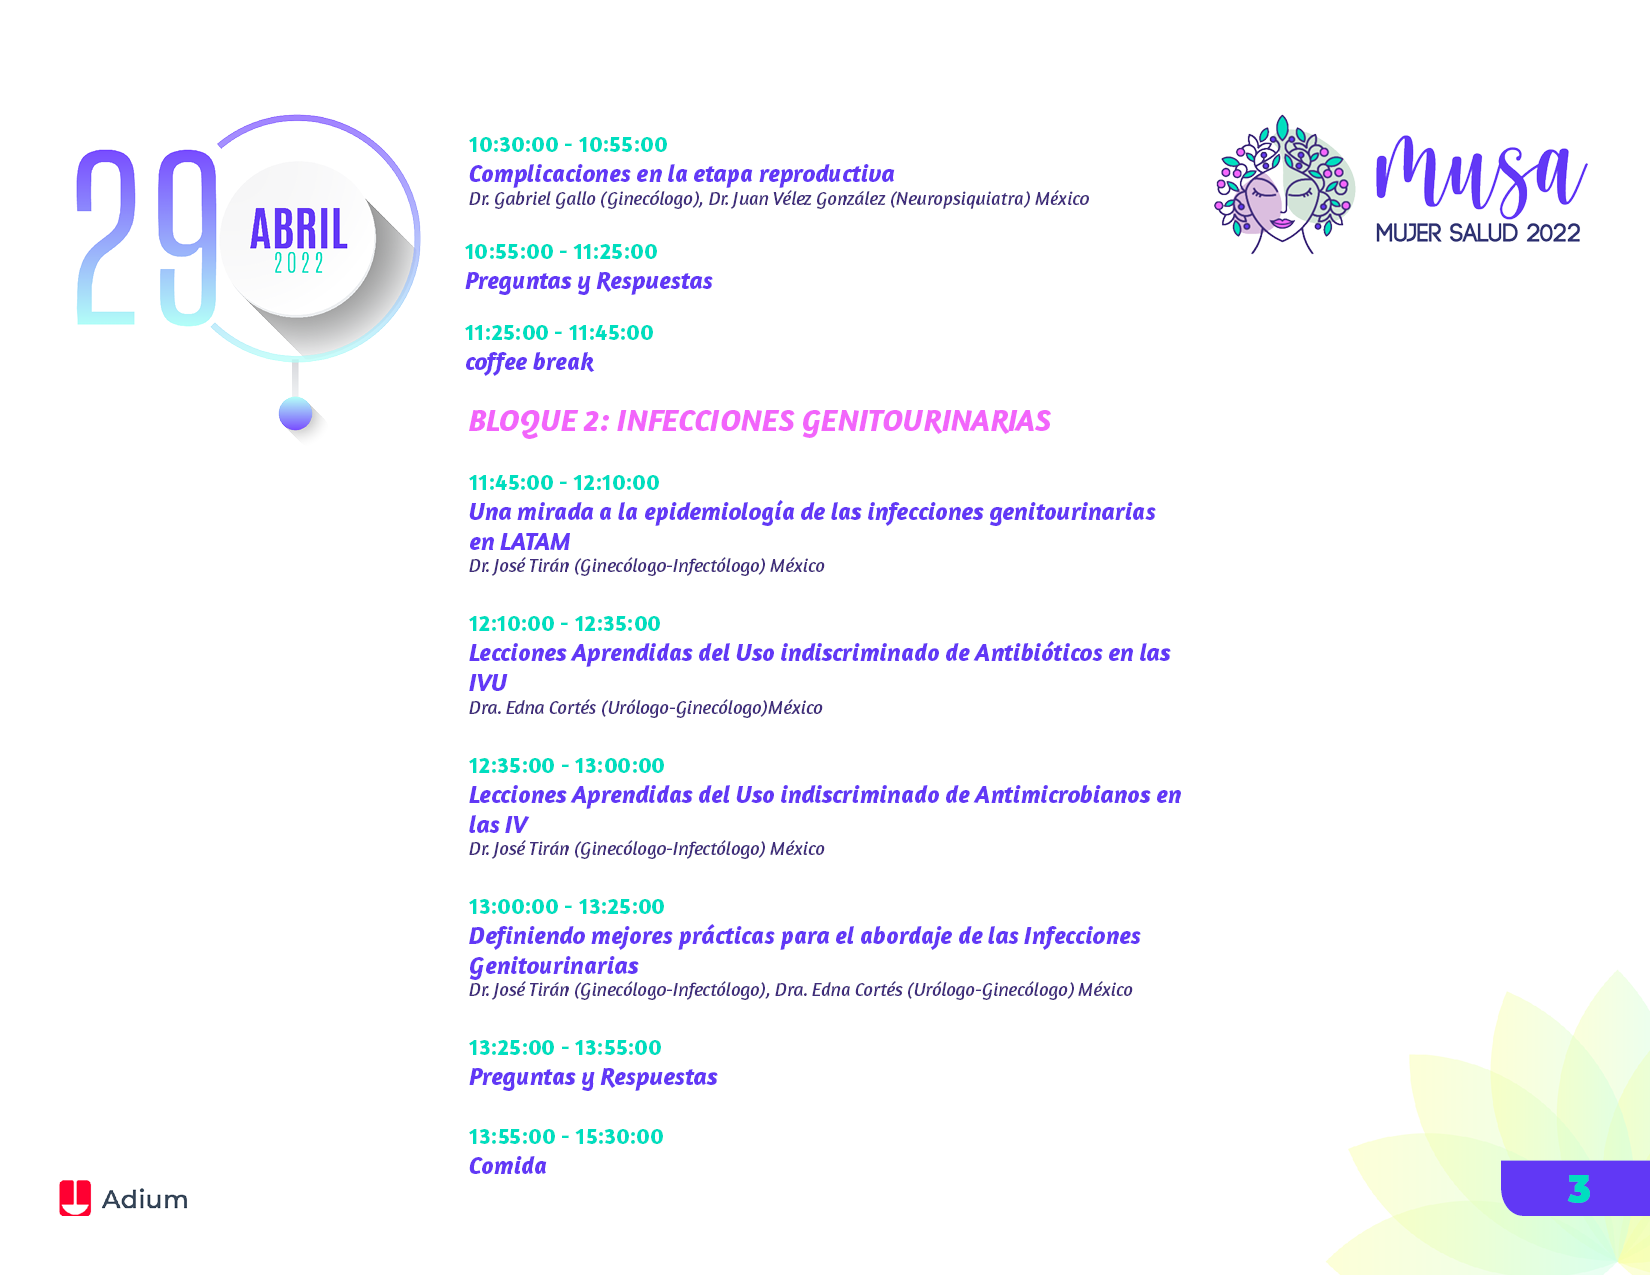 29
ABRIL
2022
10:30:00 - 10:55:00
Complicaciones en la etapa reproductiva
Dr. Gabriel Gallo (Ginecólogo), Dr. Juan Vélez González (Neuropsiquiatra) México
10:55:00 - 11:25:00
Preguntas y Respuestas
11:25:00 - 11:45:00
coffee break
musa
MUJER SALUD 2022
BLOQUE 2: INFECCIONES GENITOURINARIAS
11:45:00 - 12:10:00
Una mirada a la epidemiología de las infecciones genitourinarias
en LATAM
Dr. José Tirán (Ginecólogo-Infectólogo) México
12:10:00 - 12:35:00
Lecciones Aprendidas del Uso indiscriminado de Antibióticos en las
IVU
Dra. Edna Cortés (Urólogo-Ginecólogo)México
12:35:00 - 13:00:00
Lecciones Aprendidas del Uso indiscriminado de Antimicrobianos en
las IV
Dr. José Tirán (Ginecólogo-Infectólogo) México
13:00:00 - 13:25:00
Definiendo mejores prácticas para el abordaje de las Infecciones
Genitourinarias
Dr. José Tirán (Ginecólogo-Infectólogo), Dra. Edna Cortés (Urólogo-Ginecólogo) México
13:25:00 - 13:55:00
Preguntas y Respuestas
13:55:00 - 15:30:00
Comida
Adium
3